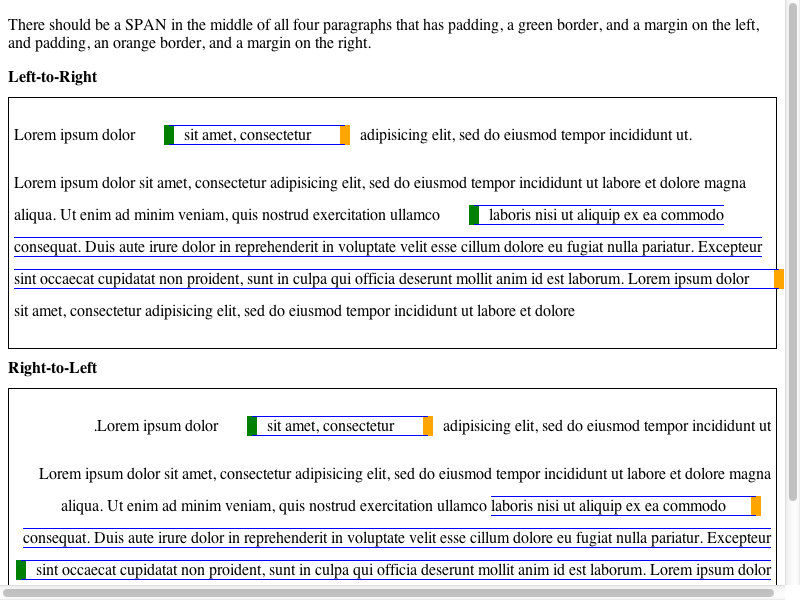 There should be a SPAN in the middle of all four paragraphs that has padding, a green border, and a margin on the left,
and padding, an orange border, and a margin on the right.
Left-to-Right
Lorem ipsum dolor sit amet, consectetur adipisicing elit, sed do eiusmod tempor incididunt ut.
Lorem ipsum dolor sit amet, consectetur adipisicing elit, sed do eiusmod tempor incididunt ut labore et dolore magna
aliqua. Ut enim ad minim veniam, quis nostrud exercitation ullamco laboris nisi ut aliquip ex ea commodo
consequat. Duis aute irure dolor in reprehenderit in voluptate velit esse cillum dolore eu fugiat nulla pariatur. Excepteur
sint occaecat cupidatat non proident, sunt in culpa qui officia deserunt mollit anim id est laborum. Lorem ipsum dolor
sit amet, consectetur adipisicing elit, sed do eiusmod tempor incididunt ut labore et dolore
Right-to-Left
.Lorem ipsum dolor sit amet, consectetur adipisicing elit, sed do eiusmod tempor incididunt ut
Lorem ipsum dolor sit amet, consectetur adipisicing elit, sed do eiusmod tempor incididunt ut labore et dolore magna
aliqua. Ut enim ad minim veniam, quis nostrud exercitation ullamco laboris nisi ut aliquip ex ea commodo
consequat. Duis aute irure dolor in reprehenderit in voluptate velit esse cillum dolore eu fugiat nulla pariatur. Excepteur
sint occaecat cupidatat non proident, sunt in culpa qui officia deserunt mollit anim id est laborum. Lorem ipsum dolor